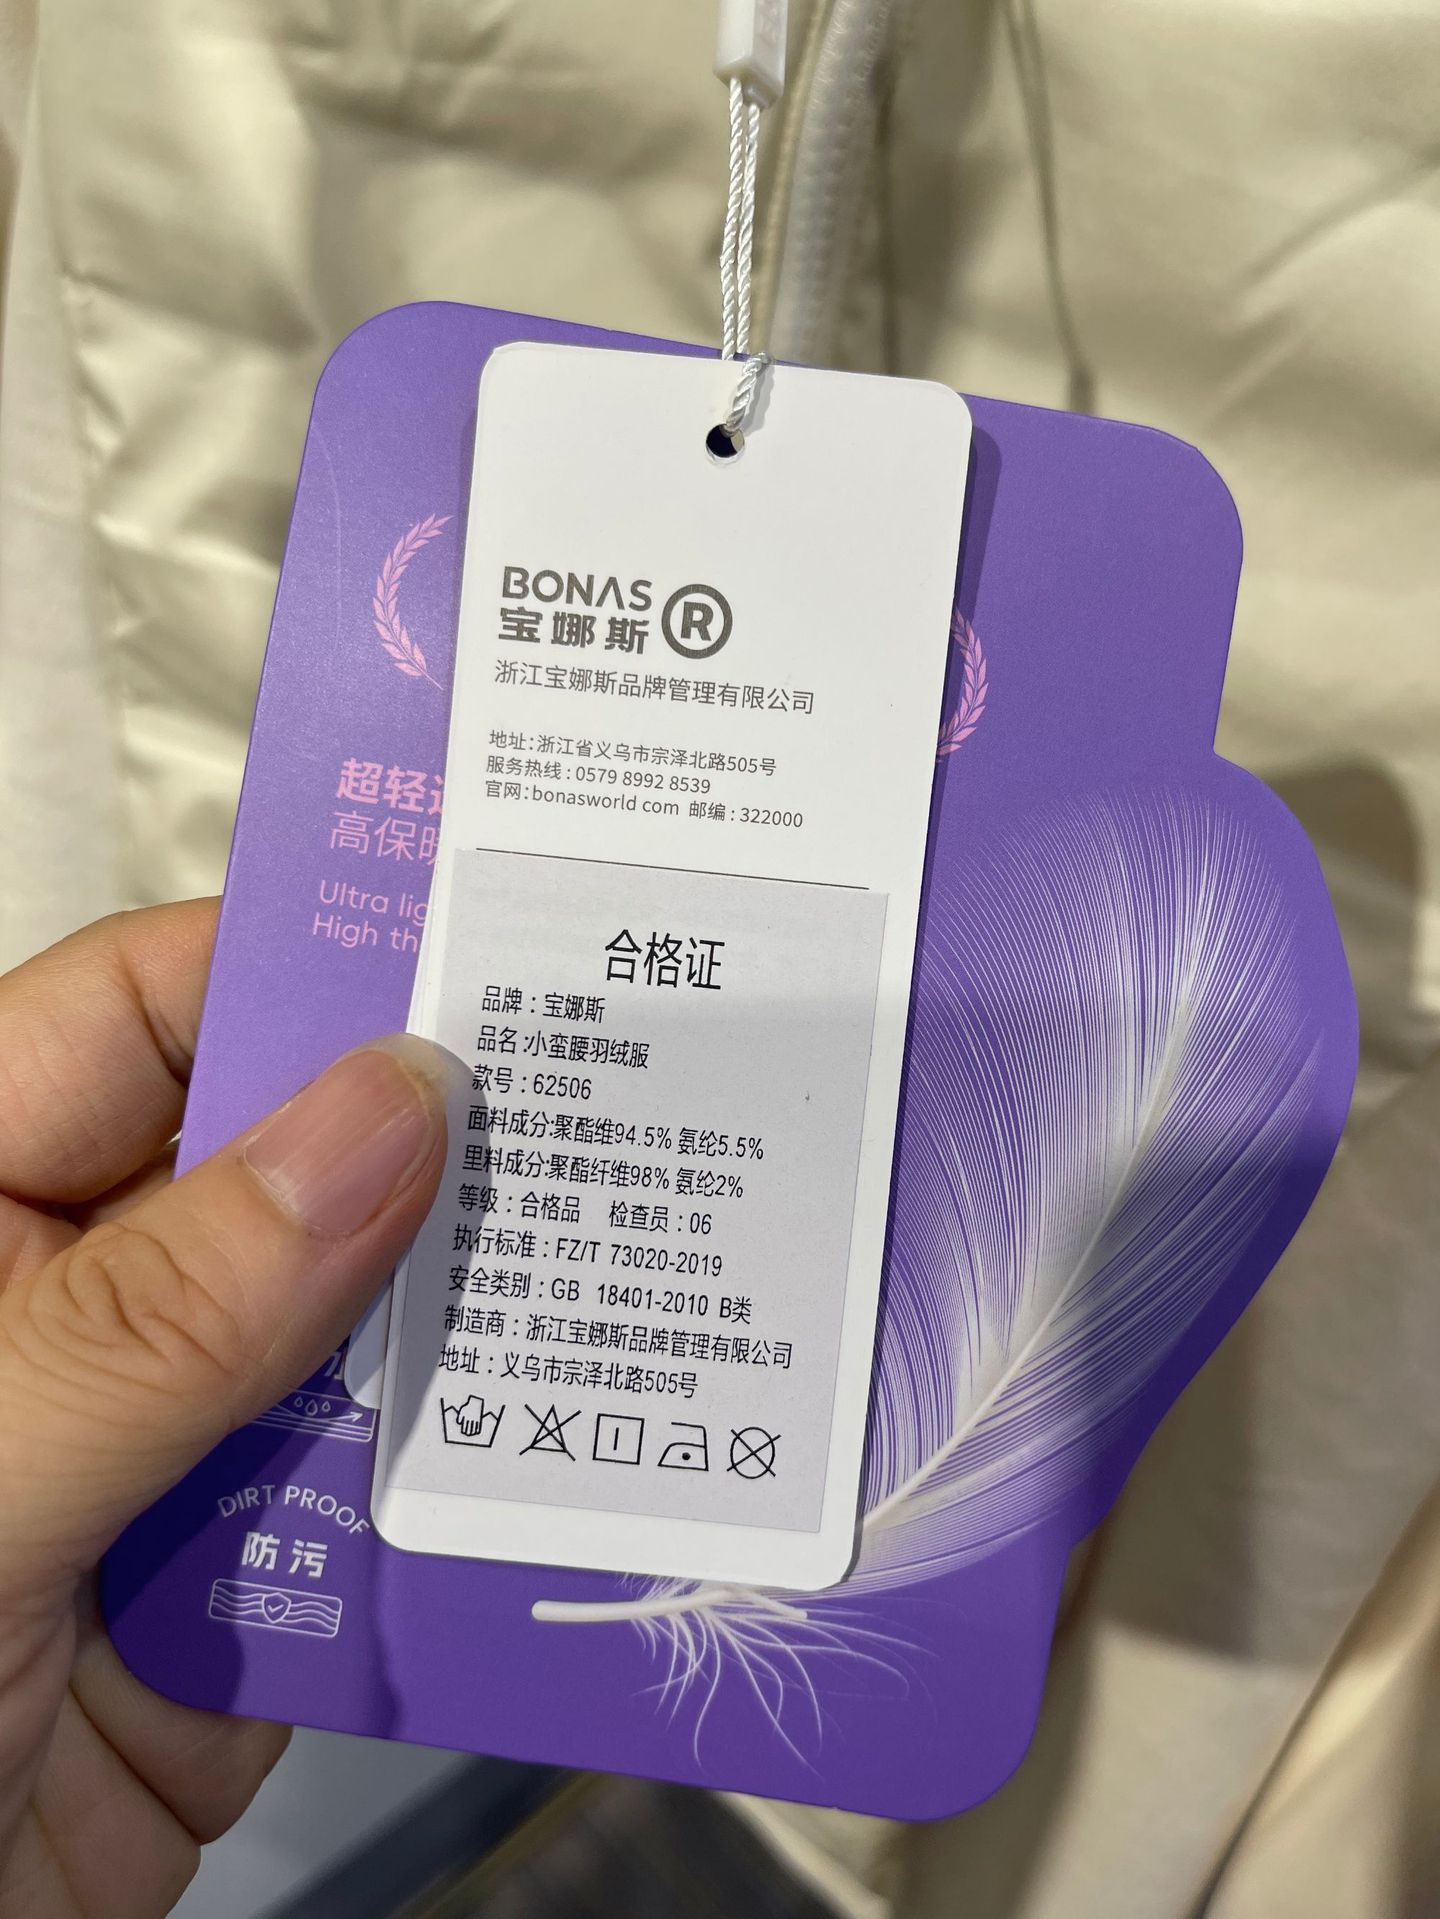 BONAS
宝娜斯
®
浙江宝娜斯品牌管理有限公司
地址:浙江省义乌市宗泽北路505号
服务热线:0579 8992 8539
官网:bonasworld com 邮编:322000
合格证
品牌:宝娜斯
品名:小蛮腰羽绒服
款号:62506
面料成分:聚酯维94.5% 氨纶5.5%
里料成分:聚酯纤维98% 氨纶2%
等级:合格品 检查员:06
执行标准:FZ/T 73020-2019
安全类别:GB 18401-2010 B类
制造商:浙江宝娜斯品牌管理有限公司
地址:义乌市宗泽北路505号
超轻
高保暖
Ultra lig
High th
DIRT PROOF
防污